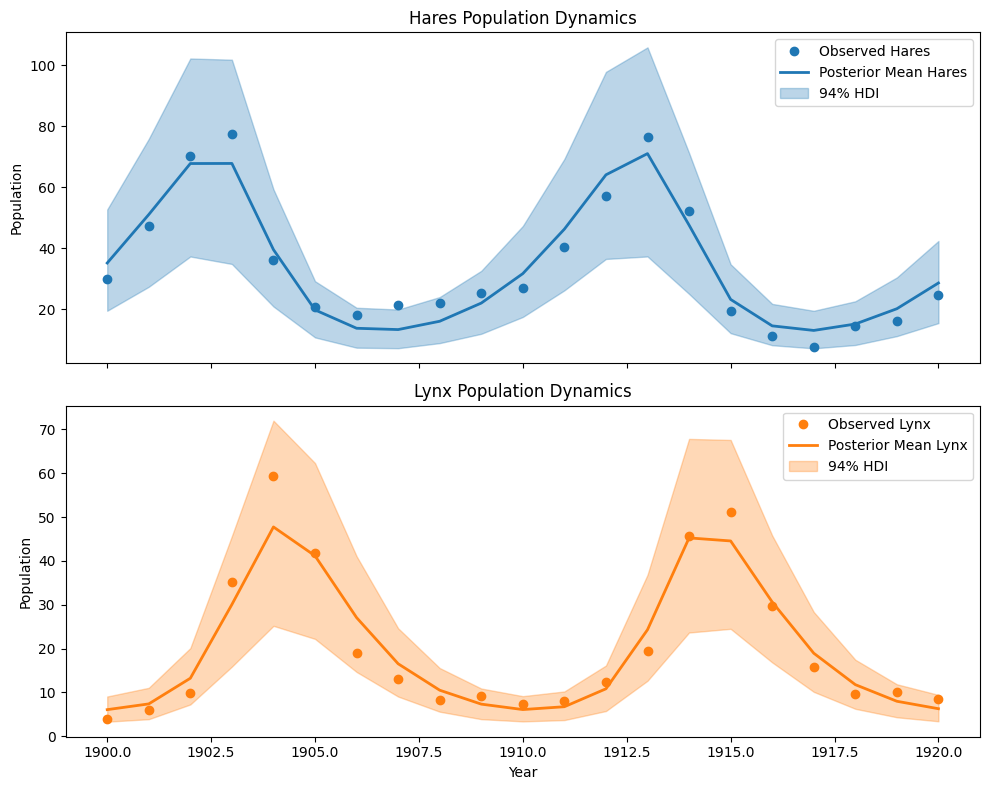 Hares Population Dynamics
Population
100
80
60
40
20
Observed Hares
Posterior Mean Hares
94% HDI
Lynx Population Dynamics
Population
70
60
50
40
30
20
10
0
Observed Lynx
Posterior Mean Lynx
94% HDI
1900.0 1902.5 1905.0 1907.5 1910.0 1912.5 1915.0 1917.5 1920.0
Year